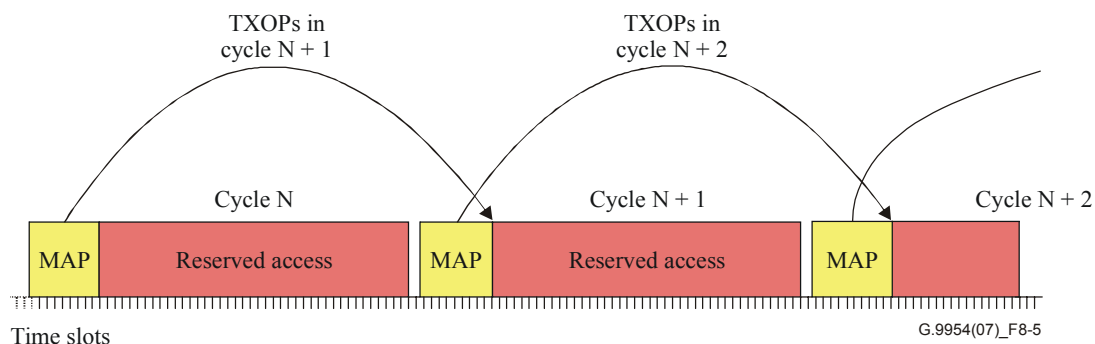 TXOPs in
cycle N + 1
TXOPs in
cycle N + 2
Cycle N
Cycle N + 1
Cycle N + 2
MAP
Reserved access
MAP
Reserved access
MAP
Time slots
G.9954(07)_F8-5